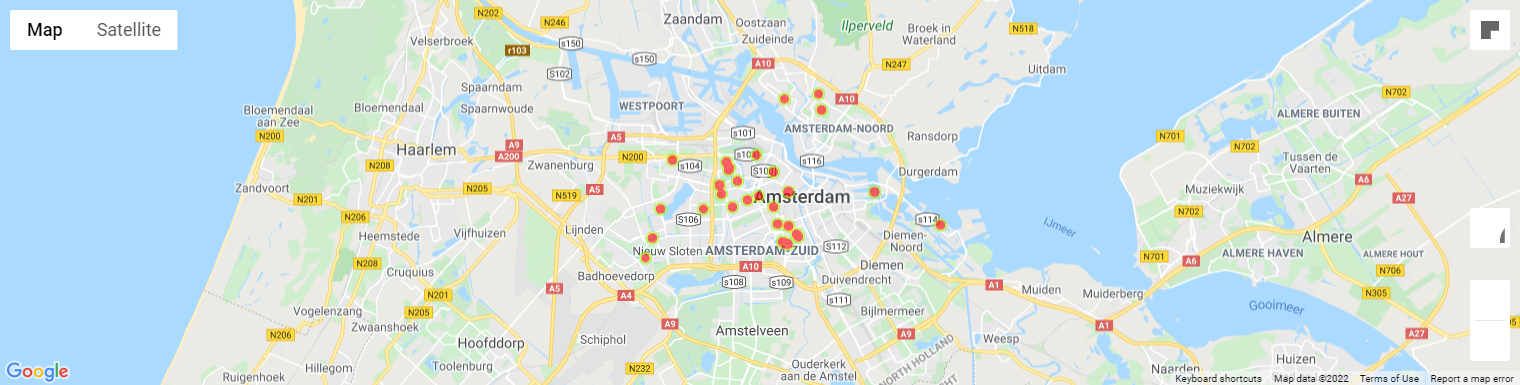 Map
Satellite
N202
N246
Zaandam
Oostzaan
Zuideinde
Ilperveld
Broek in
Waterland
N518
Velserbroek
r103
s150
s150
s102
A10
N247
Uitdam
Spaarndam
Spaarnwoude
WESTPOORT
A10
N702
Bloemendaal
aan Zee
Bloemendaal
ALMERE BUITEN
N200
A9
A200
A5
s101
AMSTERDAM-NOORD
Ransdorp
N701
N702
Haarlem
N208
Zwanenburg
N200
s104
s116
Tussen de
Vaarten
Durgerdam
A6
Zandvoort
N205
N519
A5
Amsterdam
Muziekwijk
A27
N702
S106
s114
IJmeer
Heemstede
Vijfhuizen
Lijnden
Diemen-
Noord
Almere
Nieuw Sloten
AMSTERDAM-ZUID
S112
N701
A6
ALMERE HAVEN
ALMERE HOUT
N208
Cruquius
Badhoevedorp
A10
Diemen
Duivendrecht
N706
A5
A4
s108
s109
A1
Muiden
Muiderberg
N305
N201
N205
s111
Gooimeer
Vogelenzang
Zwaanshoek
Bijlmermeer
A9
Amstelveen
A9
A1
A27
N206
Schiphol
Hoofddorp
Weesp
Huizen
Hillegom
Toolenburg
N232
Ouderkerk
aan de Amstel
NORTH HOLLAND
Naarden
Ruigenhoek
Google
Keyboard shortcuts
Map data ©2022
Terms of Use
Report a map error